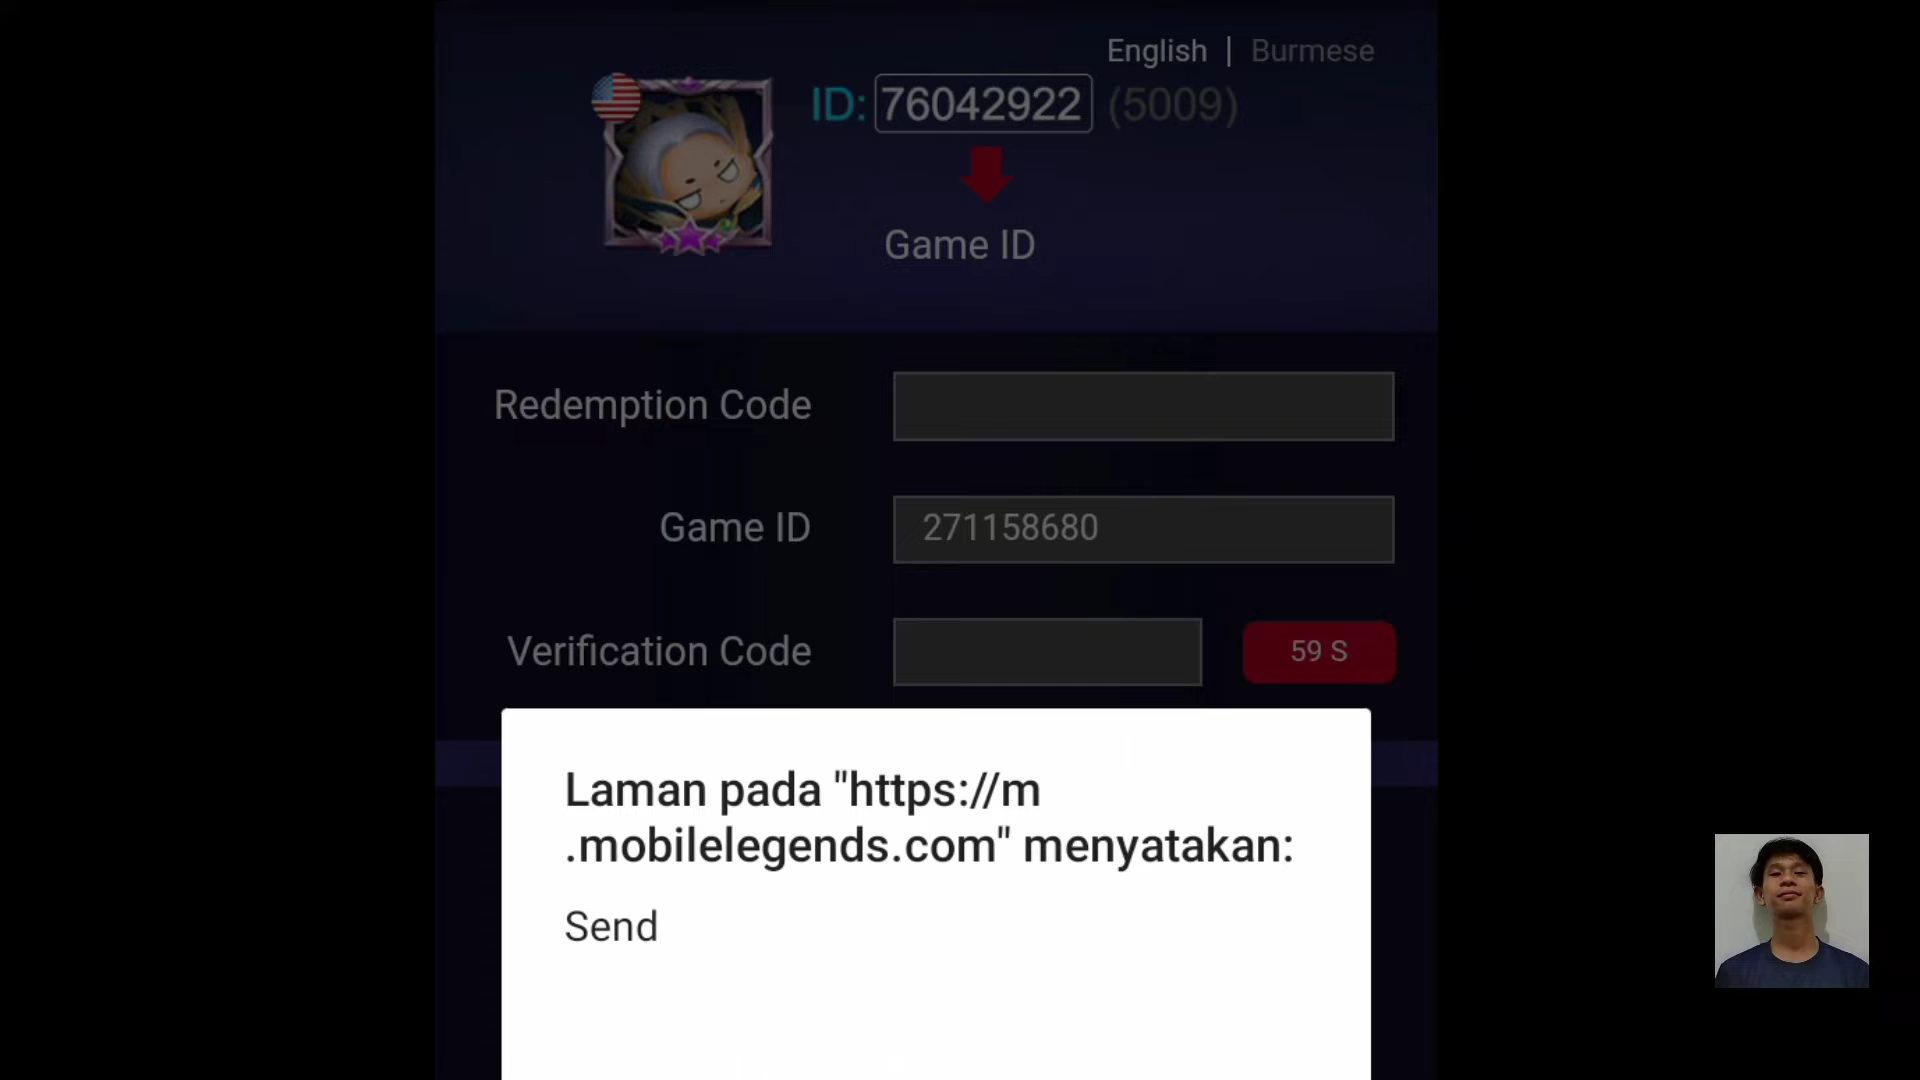 English | Burmese
ID: 76042922 (5009)
Game ID
Redemption Code
Game ID 271158680
Verification Code 59 S
Laman pada "https://m
.mobilelegends.com" menyatakan:
Send